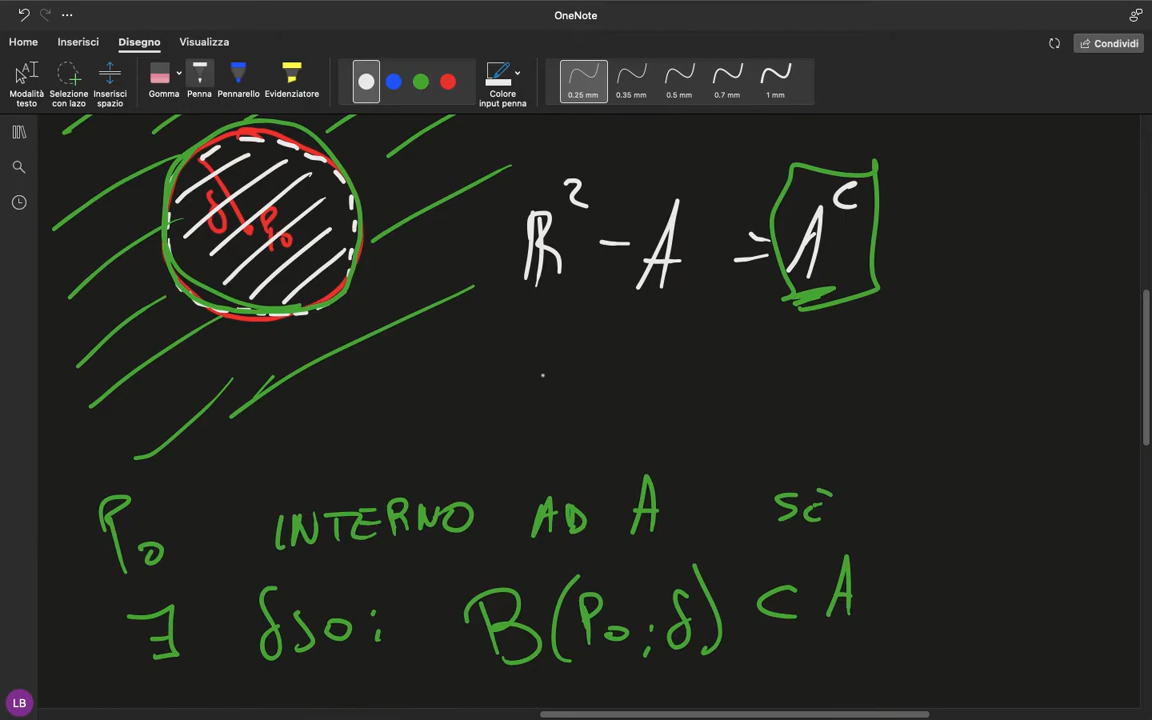 OneNote
Home Inserisci Disegno Visualizza
Condividi
Modalità testo
Selezione con lazo
Inserisci spazio
Gomma
Penna
Pennarello
Evidenziatore
Colore input penna
0.25 mm 0.35 mm 0.5 mm 0.7 mm 1 mm
δ P₀
ℝ² − A = Aᶜ
P₀ INTERNO AD A SE
∃ δ>0: B(P₀; δ) ⊂ A
LB